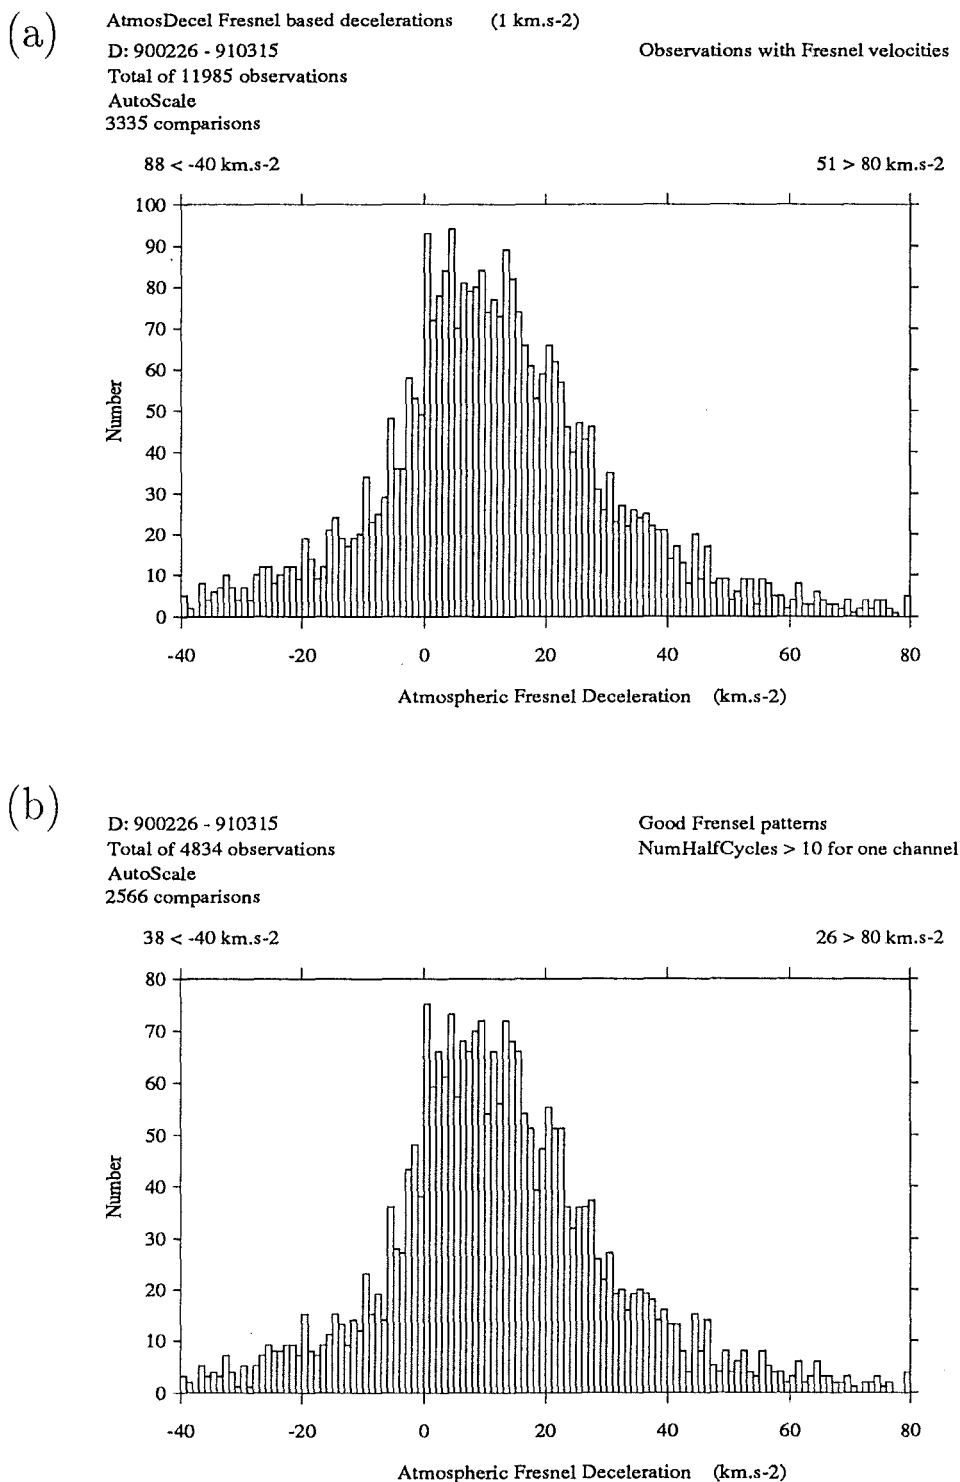 (a)
AtmosDecel Fresnel based decelerations (1 km.s-2)
D: 900226 - 910315 Observations with Fresnel velocities
Total of 11985 observations
AutoScale
3335 comparisons
88 < -40 km.s-2 51 > 80 km.s-2
100
90
80
70
60
50
40
30
20
10
0
Number
-40 -20 0 20 40 60 80
Atmospheric Fresnel Deceleration (km.s-2)
(b)
D: 900226 - 910315 Good Frensel patterns
Total of 4834 observations NumHalfCycles > 10 for one channel
AutoScale
2566 comparisons
38 < -40 km.s-2 26 > 80 km.s-2
80
70
60
50
40
30
20
10
0
Number
-40 -20 0 20 40 60 80
Atmospheric Fresnel Deceleration (km.s-2)